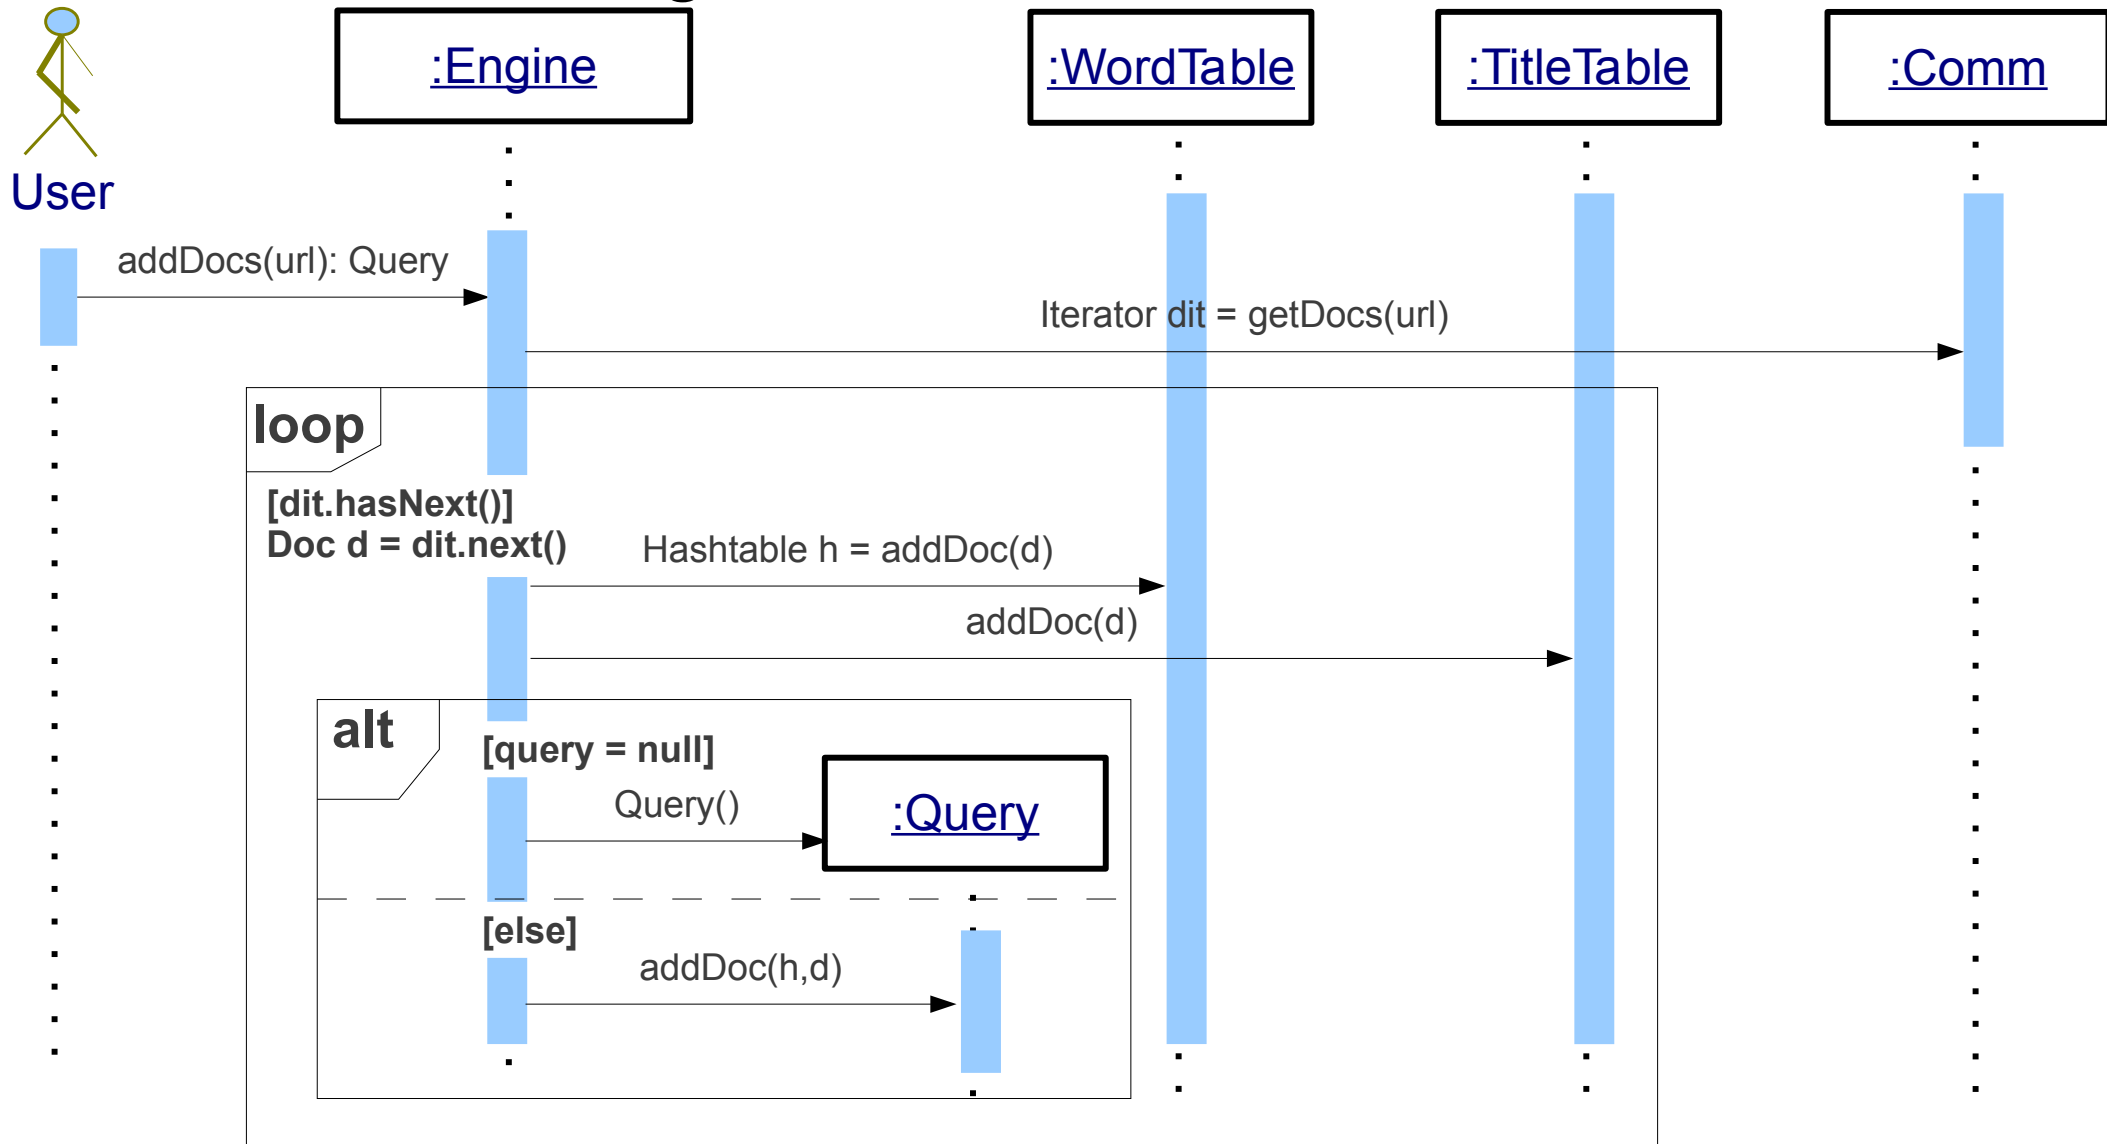 :Engine
:WordTable
:TitleTable
:Comm
User
addDocs(url): Query
Iterator dit = getDocs(url)
loop
[dit.hasNext()]
Doc d = dit.next()
Hashtable h = addDoc(d)
addDoc(d)
alt
[query = null]
Query()
:Query
[else]
addDoc(h,d)